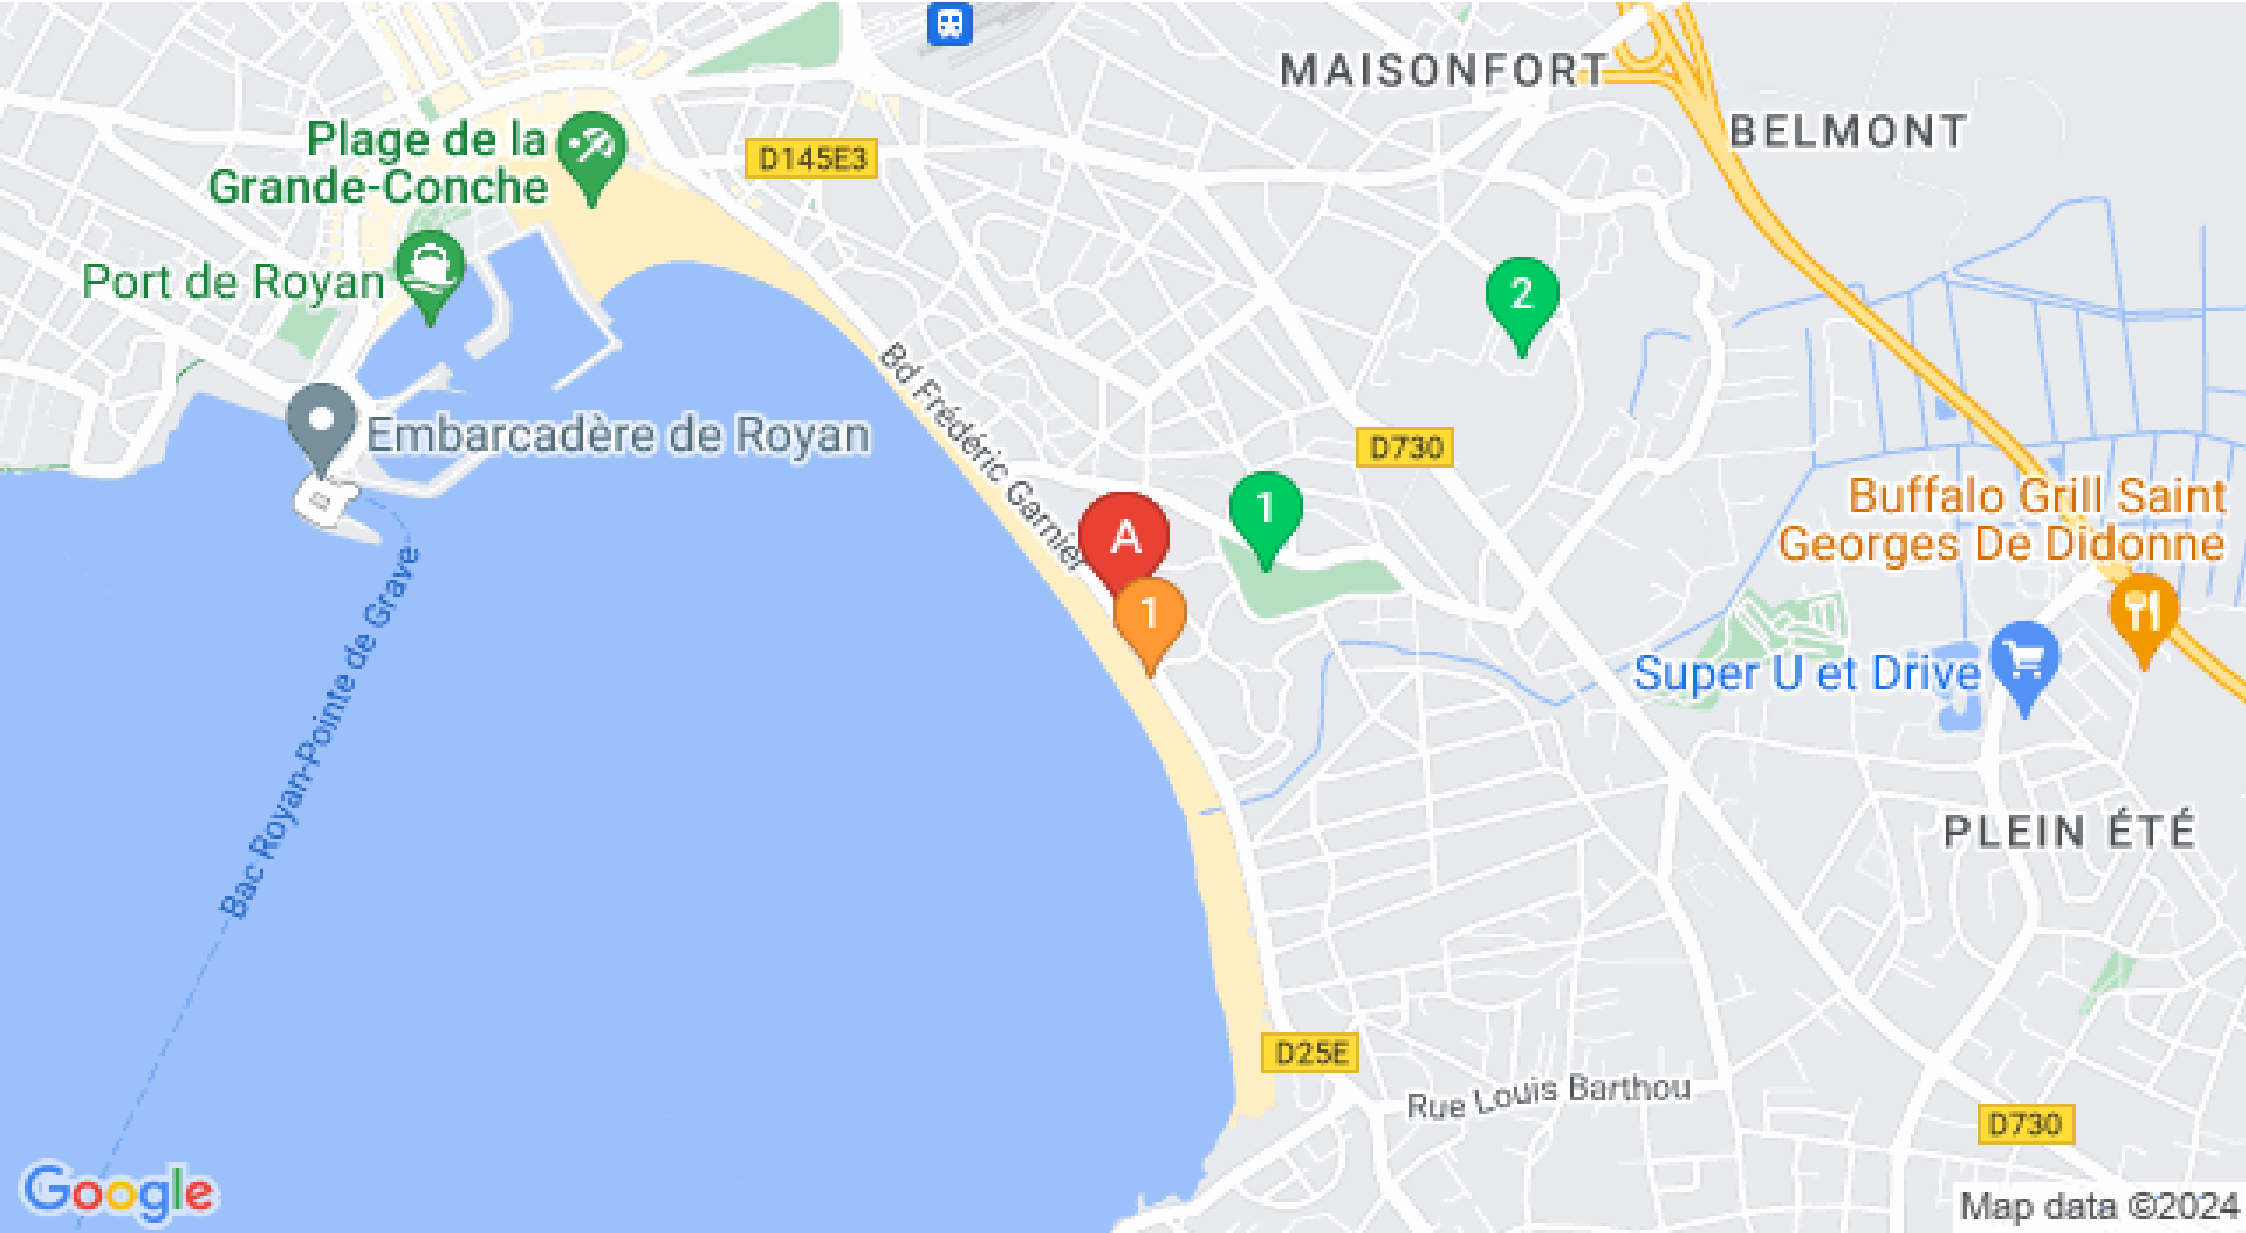 MAISONFORT
BELMONT
Plage de la
Grande-Conche
D145E3
Port de Royan
2
Bd Frédéric Garnier
Embarcadère de Royan
D730
1
A
1
Buffalo Grill Saint
Georges De Didonne
Super U et Drive
Bac Royan-Pointe de Grave
PLEIN ÉTÉ
D25E
Rue Louis Barthou
D730
Google
Map data ©2024